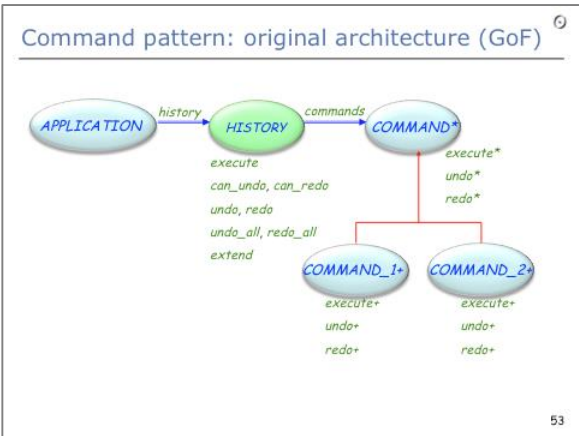 Command pattern: original architecture (GoF)
history
commands
APPLICATION
HISTORY
COMMAND*
execute
can_undo, can_redo
undo, redo
undo_all, redo_all
extend
execute*
undo*
redo*
COMMAND_1+
COMMAND_2+
execute+
undo+
redo+
execute+
undo+
redo+
53